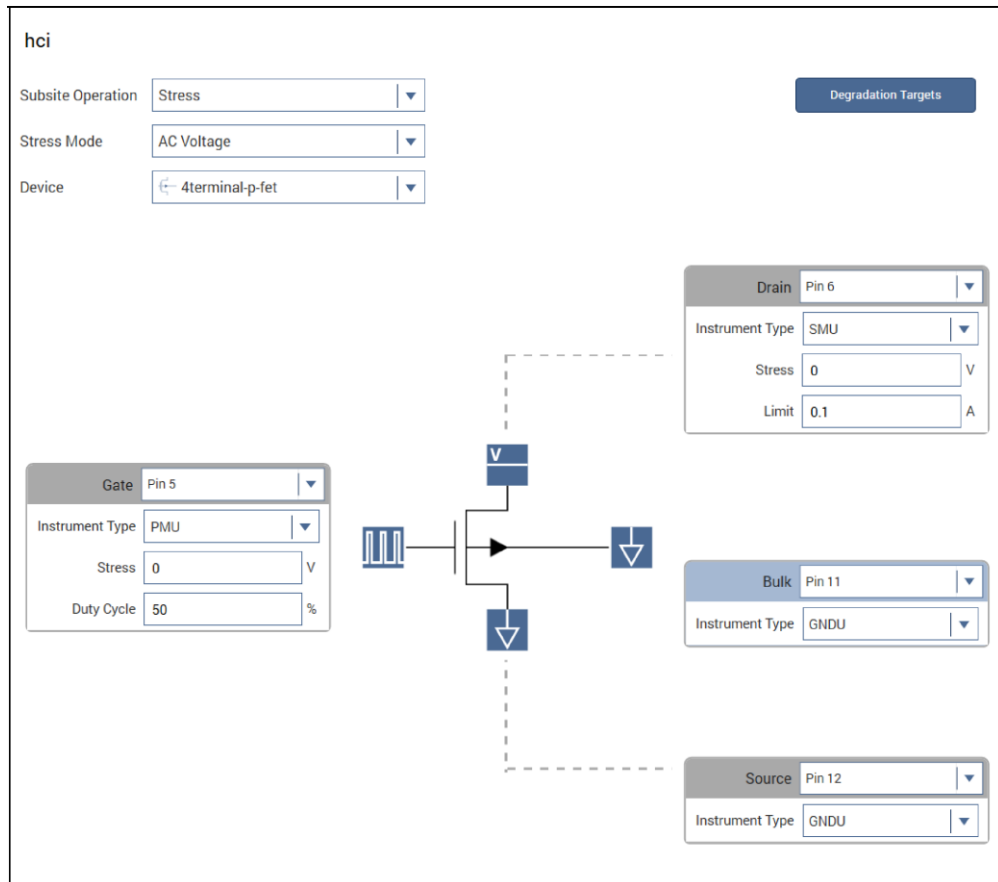 hci
Subsite Operation Stress
Degradation Targets
Stress Mode AC Voltage
Device 4terminal-p-fet
Drain Pin 6
Instrument Type SMU
Stress 0 V
Limit 0.1 A
V
Gate Pin 5
Instrument Type PMU
Stress 0 V
Duty Cycle 50 %
Bulk Pin 11
Instrument Type GNDU
Source Pin 12
Instrument Type GNDU